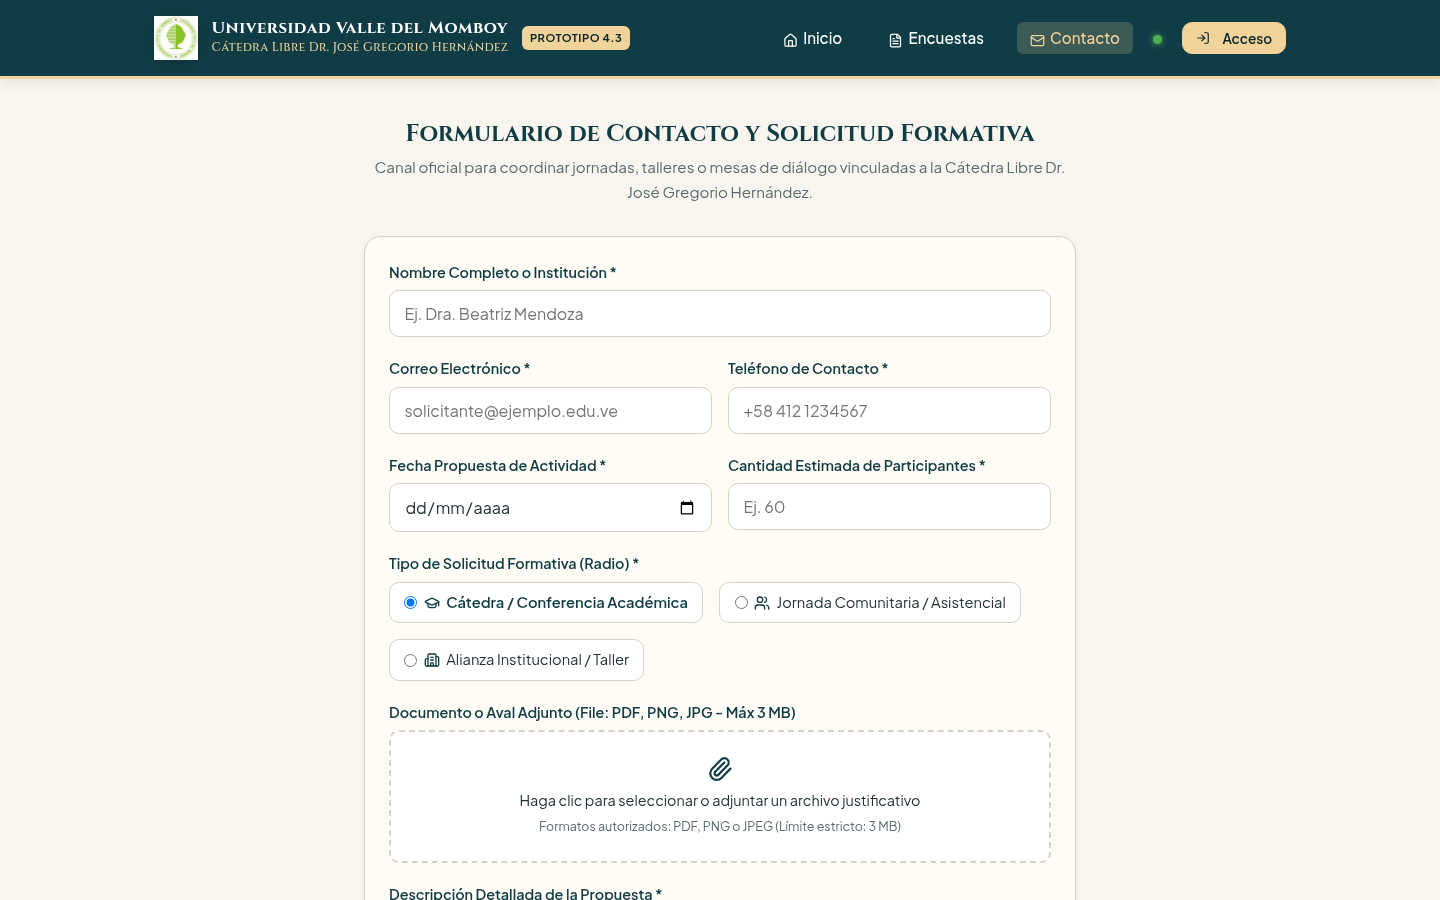 Universidad Valle del Momboy
Cátedra Libre Dr. José Gregorio Hernández
PROTOTIPO 4.3
Inicio
Encuestas
Contacto
Acceso
Formulario de Contacto y Solicitud Formativa
Canal oficial para coordinar jornadas, talleres o mesas de diálogo vinculadas a la Cátedra Libre Dr.
José Gregorio Hernández.
Nombre Completo o Institución *
Ej. Dra. Beatriz Mendoza
Correo Electrónico *
Teléfono de Contacto *
solicitante@ejemplo.edu.ve
+58 412 1234567
Fecha Propuesta de Actividad *
Cantidad Estimada de Participantes *
dd/mm/aaaa
Ej. 60
Tipo de Solicitud Formativa (Radio) *
Cátedra / Conferencia Académica
Jornada Comunitaria / Asistencial
Alianza Institucional / Taller
Documento o Aval Adjunto (File: PDF, PNG, JPG - Máx 3 MB)
Haga clic para seleccionar o adjuntar un archivo justificativo
Formatos autorizados: PDF, PNG o JPEG (Límite estricto: 3 MB)
Descripción Detallada de la Propuesta *